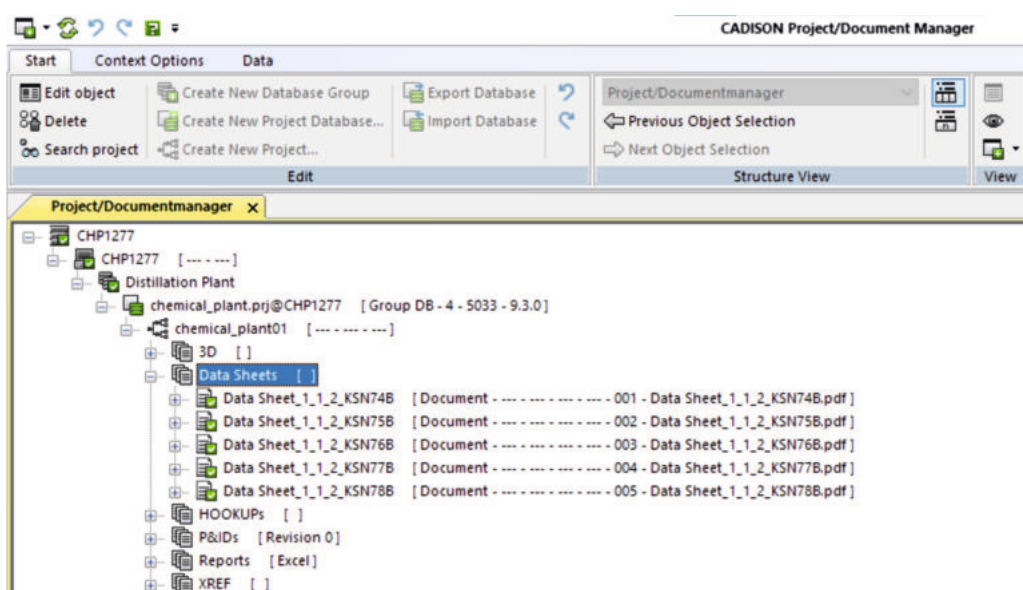 CADISON Project/Document Manager
Start Context Options Data
Edit object Create New Database Group Export Database Project/Documentmanager
Delete Create New Project Database... Import Database Previous Object Selection
Search project Create New Project... Next Object Selection
Edit Structure View View
Project/Documentmanager x
CHP1277
CHP1277 [--- - ---]
Distillation Plant
chemical_plant.prj@CHP1277 [Group DB - 4 - 5033 - 9.3.0]
chemical_plant01 [--- - --- - ---]
3D [ ]
Data Sheets [ ]
Data Sheet_1_1_2_KSN74B [Document - --- - --- - --- - --- - 001 - Data Sheet_1_1_2_KSN74B.pdf]
Data Sheet_1_1_2_KSN75B [Document - --- - --- - --- - --- - 002 - Data Sheet_1_1_2_KSN75B.pdf]
Data Sheet_1_1_2_KSN76B [Document - --- - --- - --- - --- - 003 - Data Sheet_1_1_2_KSN76B.pdf]
Data Sheet_1_1_2_KSN77B [Document - --- - --- - --- - --- - 004 - Data Sheet_1_1_2_KSN77B.pdf]
Data Sheet_1_1_2_KSN78B [Document - --- - --- - --- - --- - 005 - Data Sheet_1_1_2_KSN78B.pdf]
HOOKUPs [ ]
P&IDs [Revision 0]
Reports [Excel]
XREF [ ]